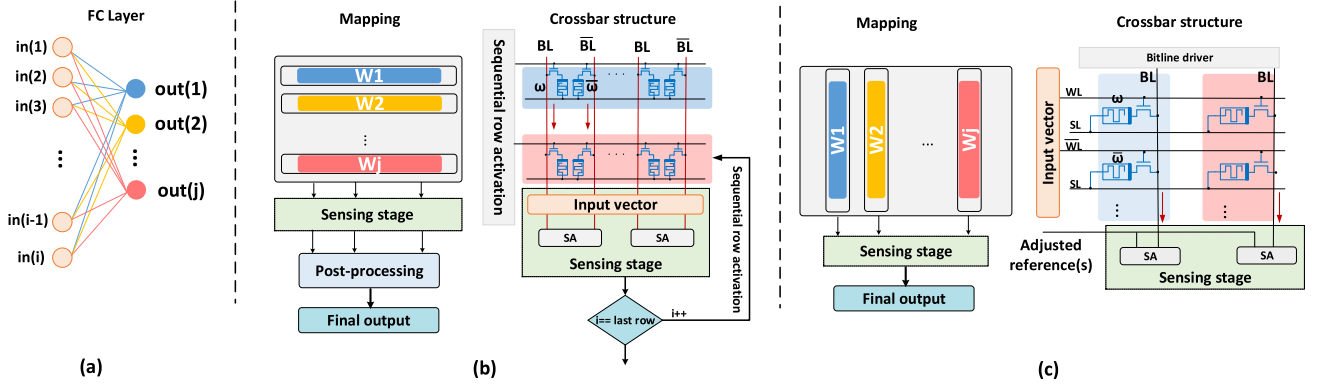 FC Layer
in(1)
in(2)
in(3)
...
in(i-1)
in(i)
out(1)
out(2)
...
out(j)
(a)
Mapping
W1
W2
...
Wj
Sensing stage
Post-processing
Final output
Crossbar structure
Sequential row activation
BL
B̅L̅
BL
B̅L̅
ω
ω̅
. . . .
. . . .
Input vector
SA
SA
Sensing stage
i== last row
i++
Sequential row activation
(b)
Mapping
W1
W2
...
Wj
Sensing stage
Final output
Crossbar structure
Bitline driver
Input vector
BL
BL
WL
ω
SL
W̅L̅
ω̅
SL
...
...
Adjusted
reference(s)
SA
SA
Sensing stage
(c)